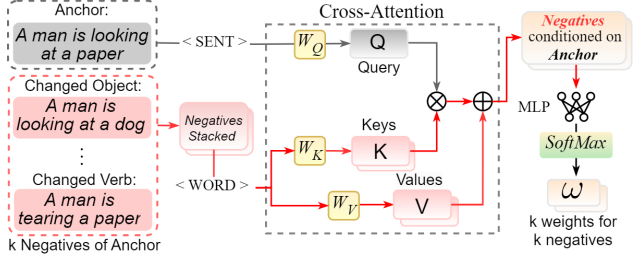 Anchor:
A man is looking
at a paper
Changed Object:
A man is
looking at a dog
Changed Verb:
A man is
tearing a paper
k Negatives of Anchor
< SENT >
Negatives
Stacked
< WORD >
Cross-Attention
W_Q
Q
Query
Keys
W_K
K
Values
W_V
V
Negatives
conditioned on
Anchor
MLP
SoftMax
ω
k weights for
k negatives